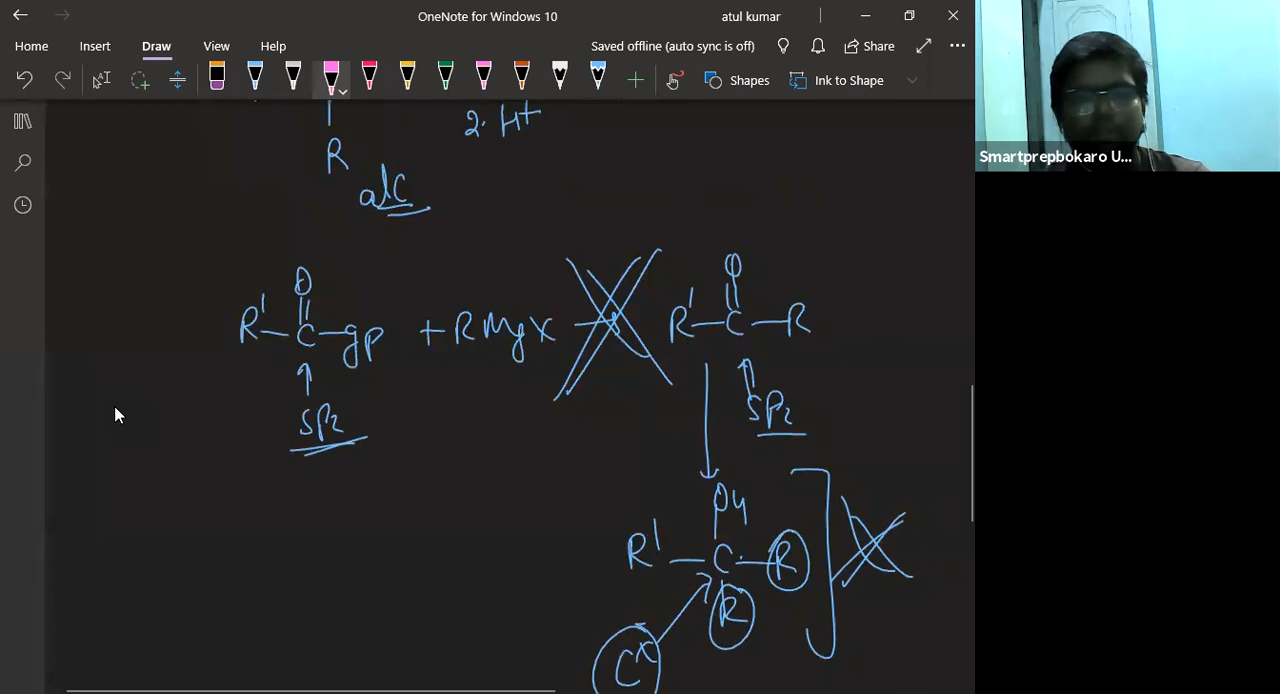 OneNote for Windows 10
atul kumar
Home Insert Draw View Help
Saved offline (auto sync is off)
Share
Shapes
Ink to Shape
Smartprepbokaro U...
2. H+
R
alc
O
R' - C - gp + RMgX → R' - C - R
O
SP2
SP2
OH
R' - C - R
R
C*